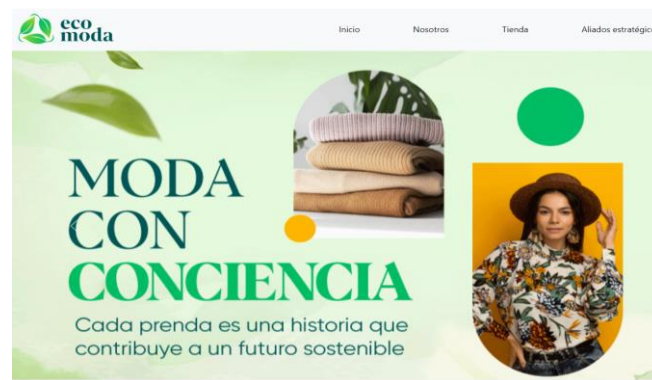 eco
moda
Inicio Nosotros Tienda Aliados estratégico
MODA
CON
CONCIENCIA
Cada prenda es una historia que
contribuye a un futuro sostenible